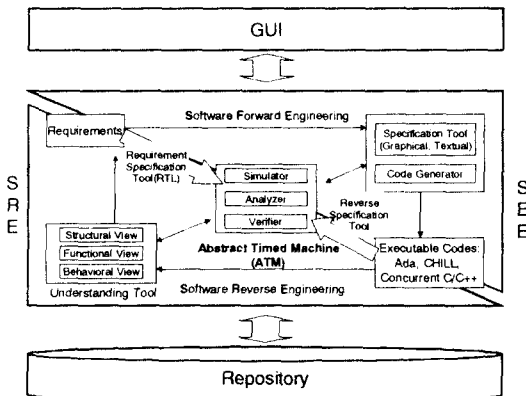 GUI
Software Forward Engineering
Requirements
Specification Tool
(Graphical, Textual)
Code Generator
Requirement
Specification
Tool(RTL)
Simulator
Analyzer
Verifier
Reverse
Specification
Tool
S
R
E
S
E
E
Structural View
Functional View
Behavioral View
Understanding Tool
Abstract Timed Machine
(ATM)
Executable Codes:
Ada, CHILL,
Concurrent C/C++
Software Reverse Engineering
Repository